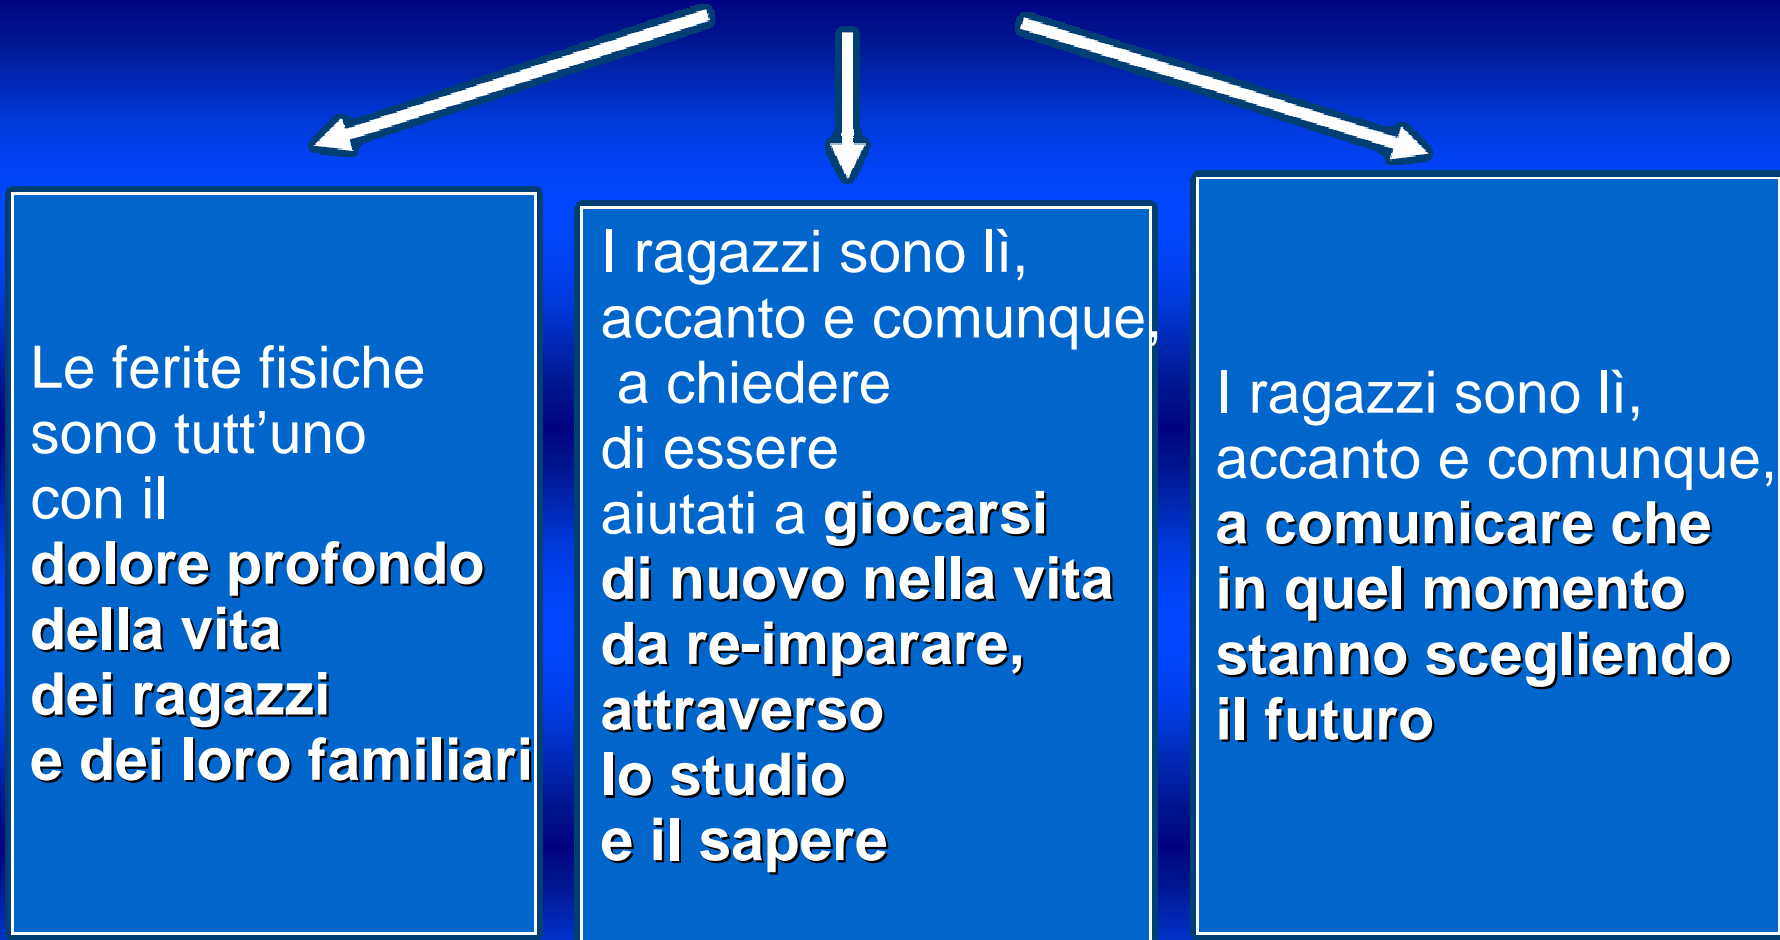 Le ferite fisiche
sono tutt’uno
con il
dolore profondo
della vita
dei ragazzi
e dei loro familiari
I ragazzi sono lì,
accanto e comunque,
a chiedere
di essere
aiutati a giocarsi
di nuovo nella vita
da re-imparare,
attraverso
lo studio
e il sapere
I ragazzi sono lì,
accanto e comunque,
a comunicare che
in quel momento
stanno scegliendo
il futuro